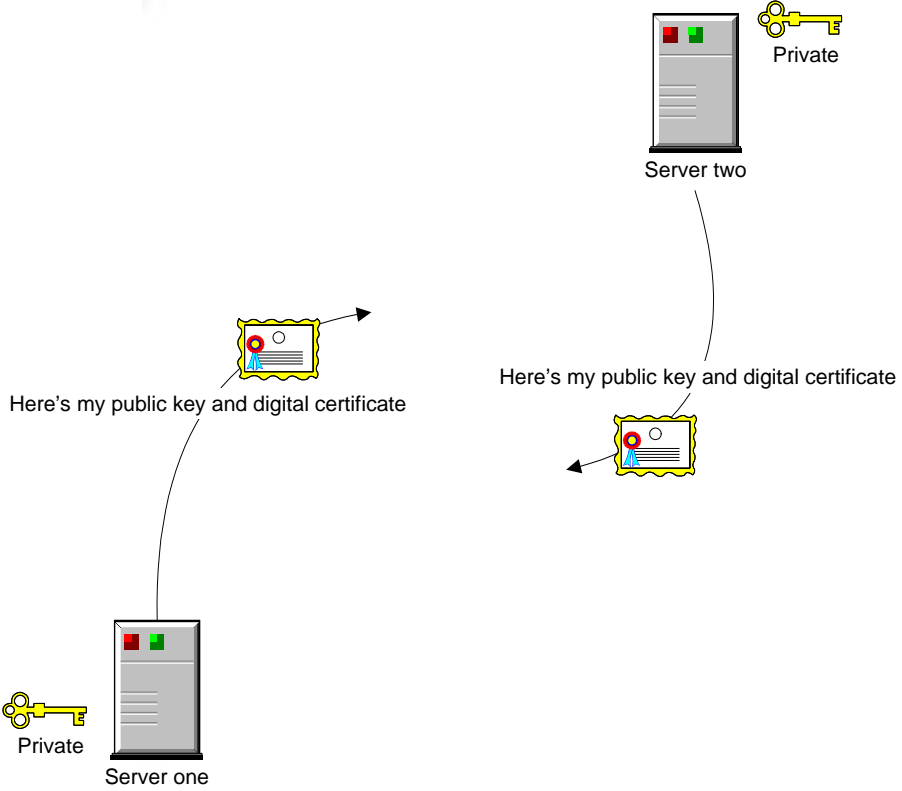 Private
Server two
Here's my public key and digital certificate
Here's my public key and digital certificate
Private
Server one